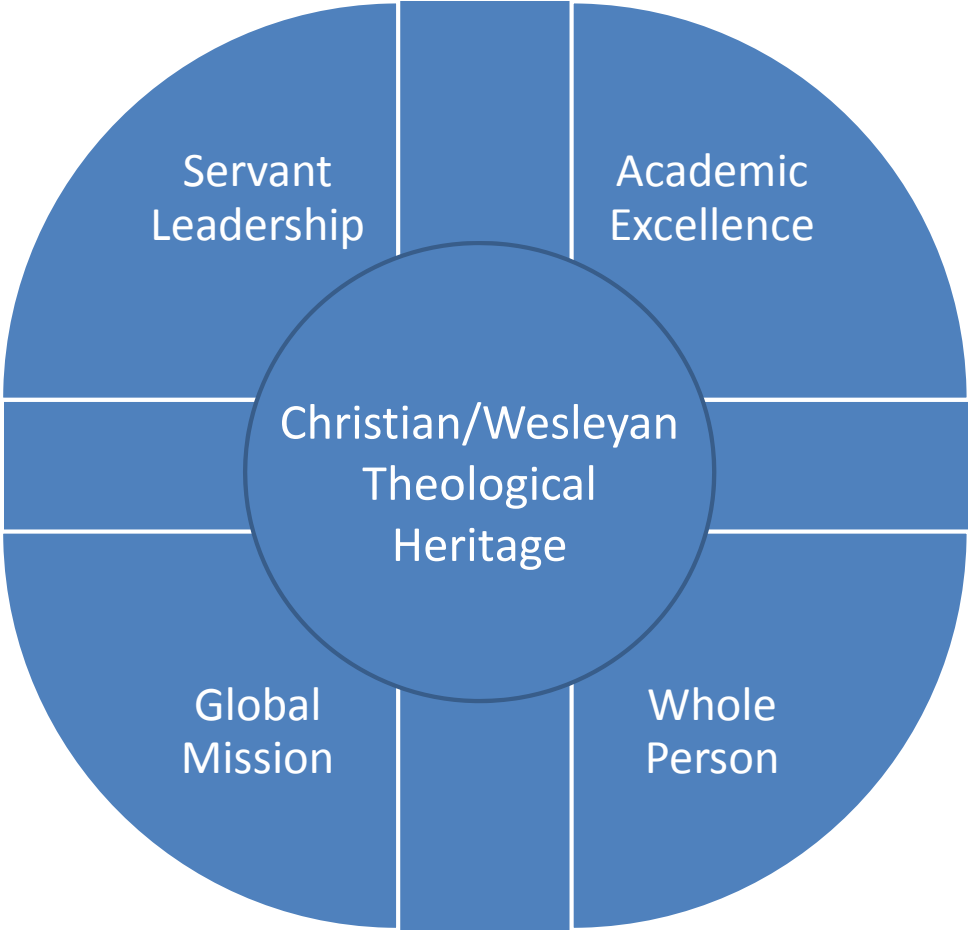 Servant
Leadership
Academic
Excellence
Christian/Wesleyan
Theological
Heritage
Global
Mission
Whole
Person